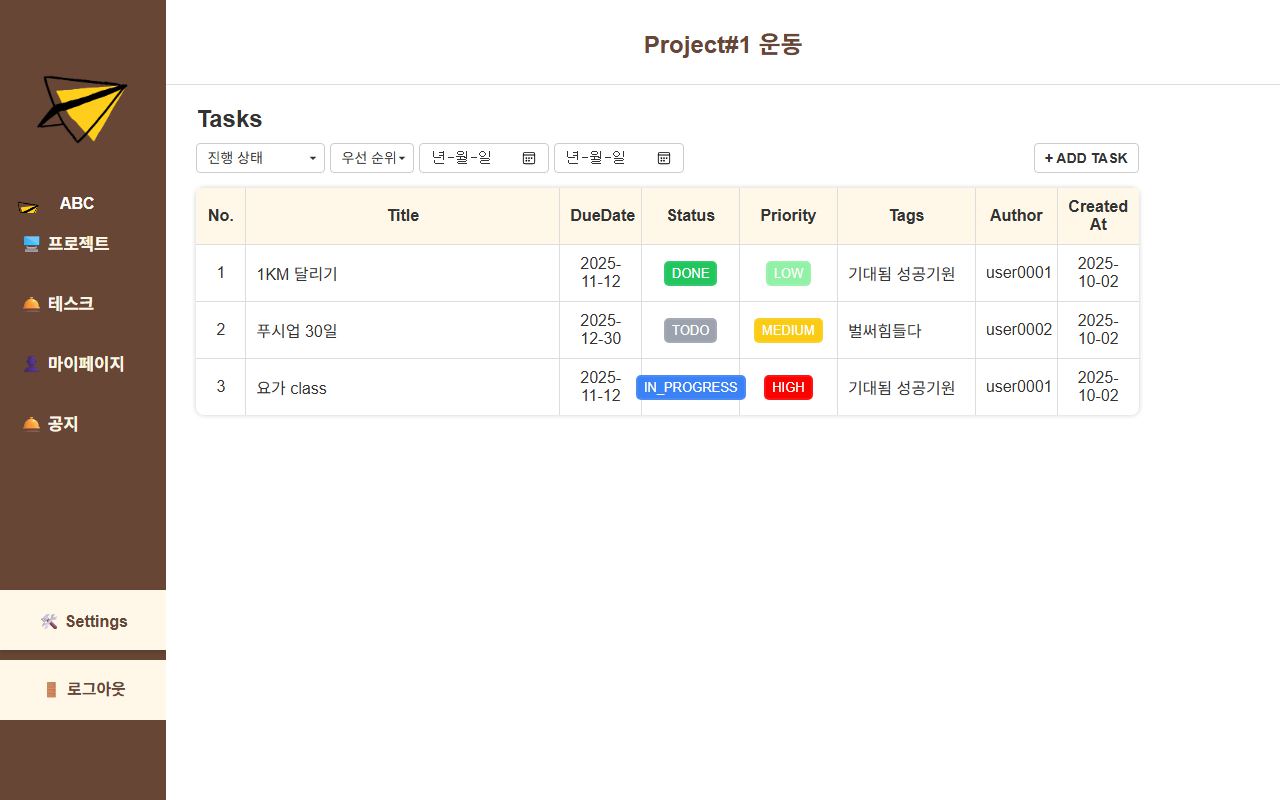 Project#1 운동
ABC
프로젝트
테스크
마이페이지
공지
Settings
로그아웃
Tasks
진행 상태 우선 순위 년-월-일 년-월-일 + ADD TASK
No. Title DueDate Status Priority Tags Author Created At
1 1KM 달리기 2025-11-12 DONE LOW 기대됨 성공기원 user0001 2025-10-02
2 푸시업 30일 2025-12-30 TODO MEDIUM 벌써힘들다 user0002 2025-10-02
3 요가 class 2025-11-12 IN_PROGRESS HIGH 기대됨 성공기원 user0001 2025-10-02